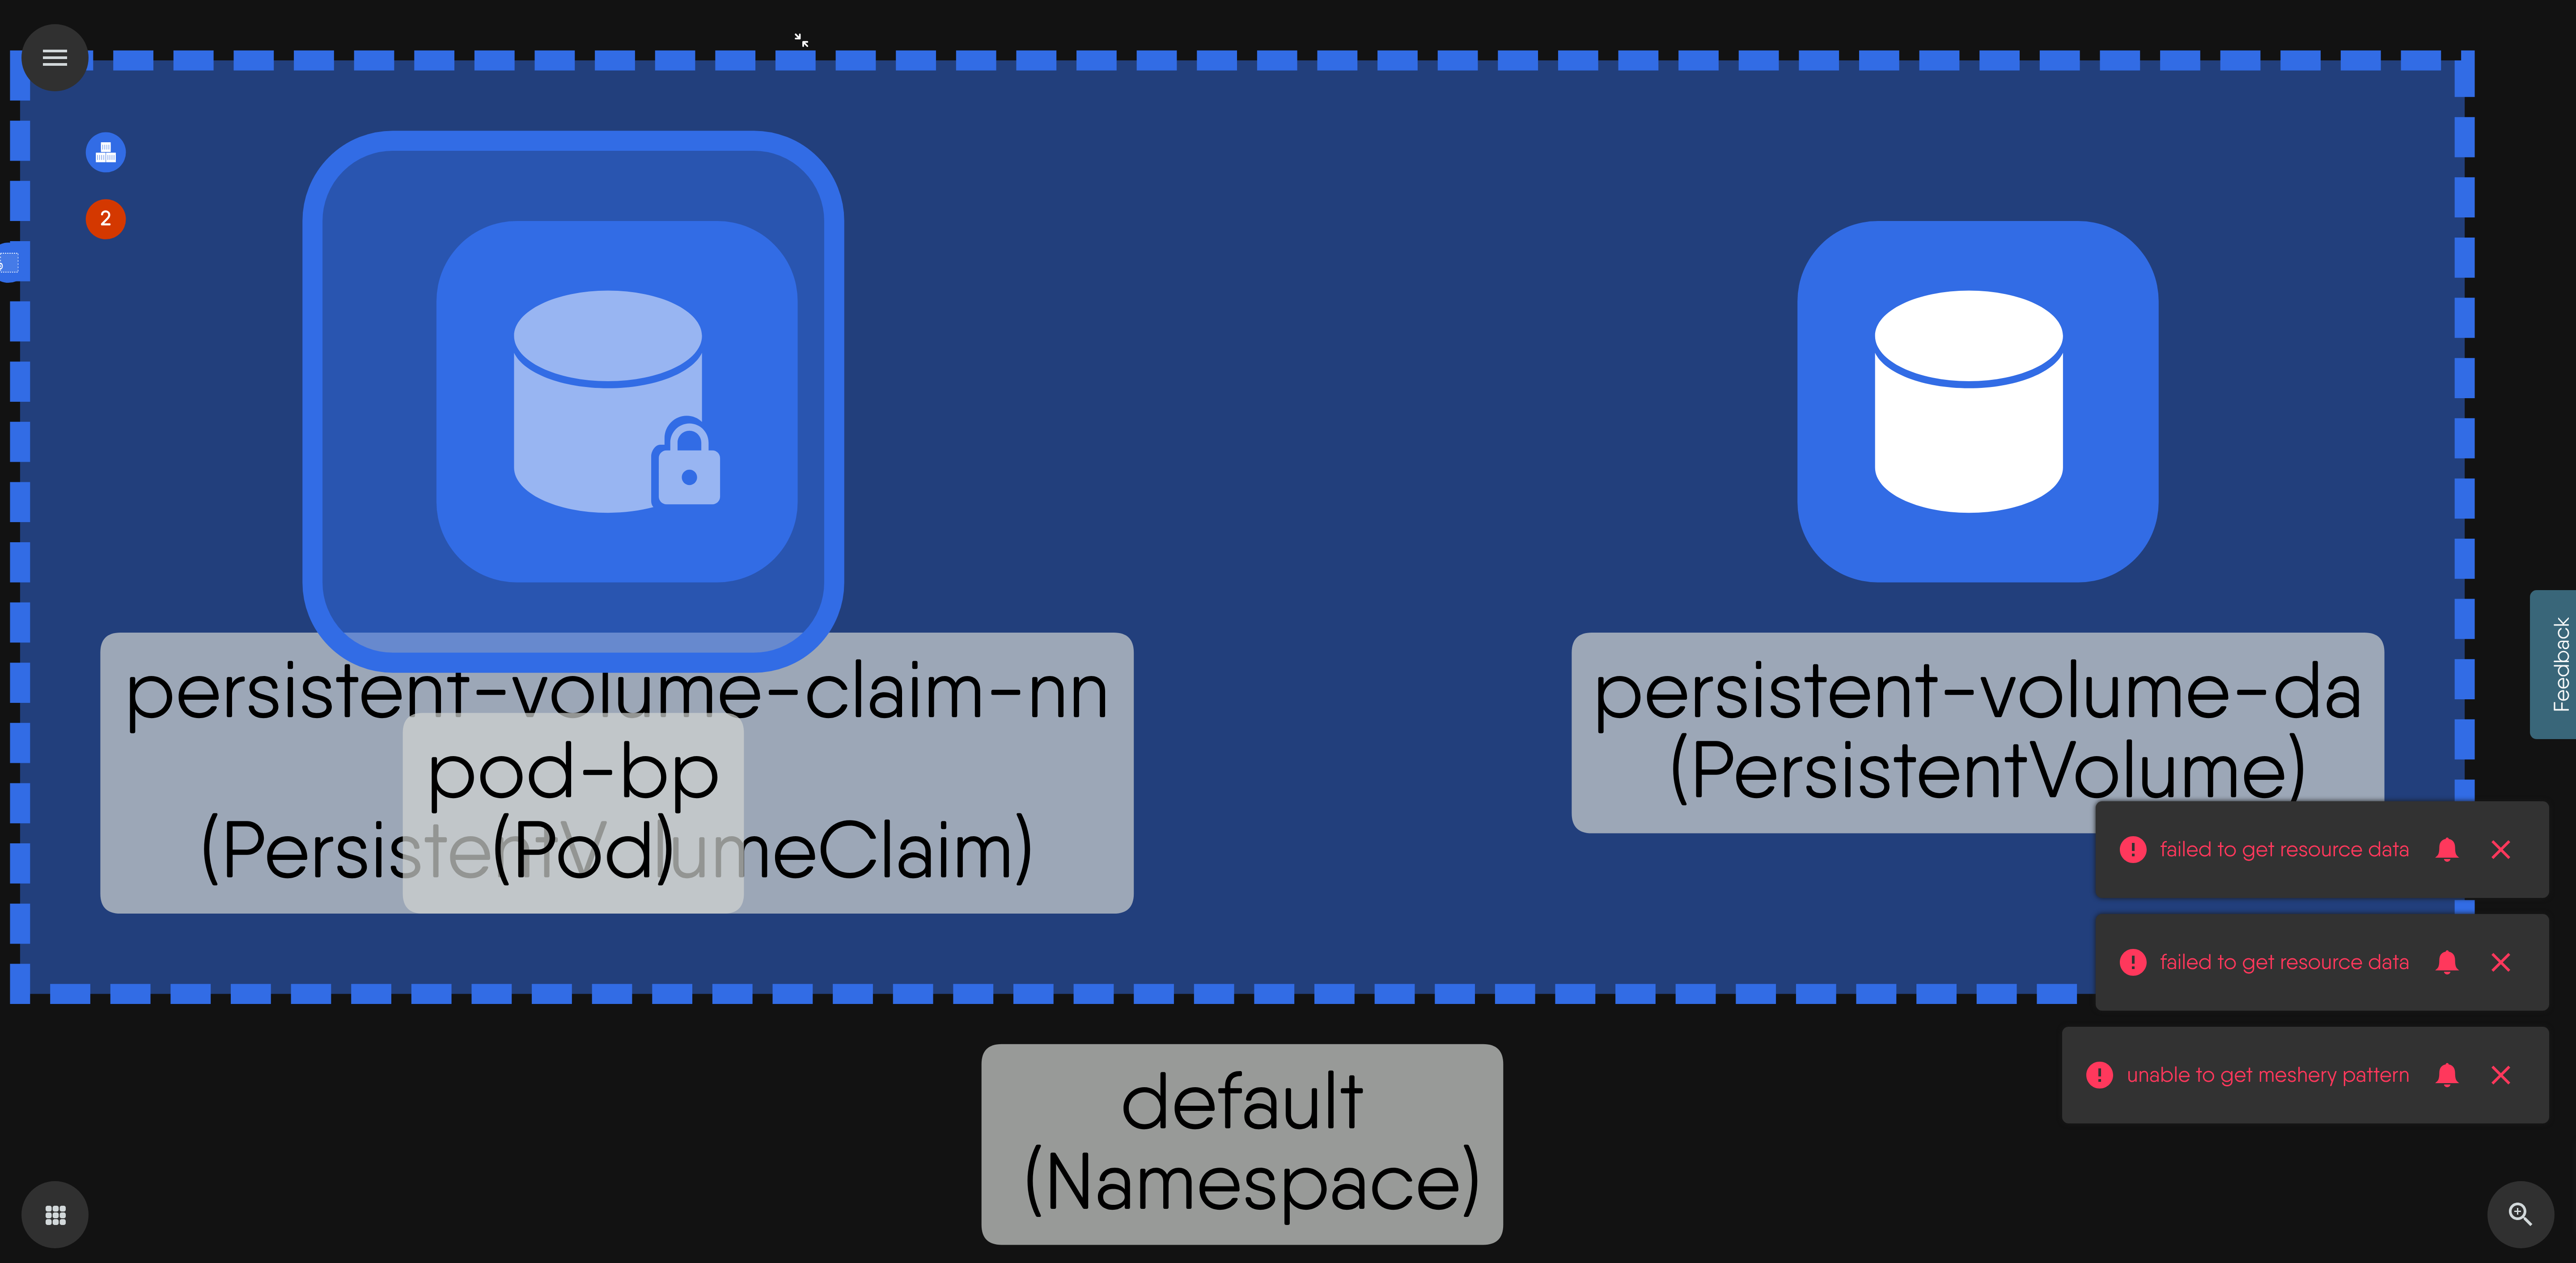 2
persistent-volume-claim-nn
(PersistentVolumeClaim)
pod-bp
(Pod)
persistent-volume-da
(PersistentVolume)
Feedback
failed to get resource data
failed to get resource data
unable to get meshery pattern
default
(Namespace)